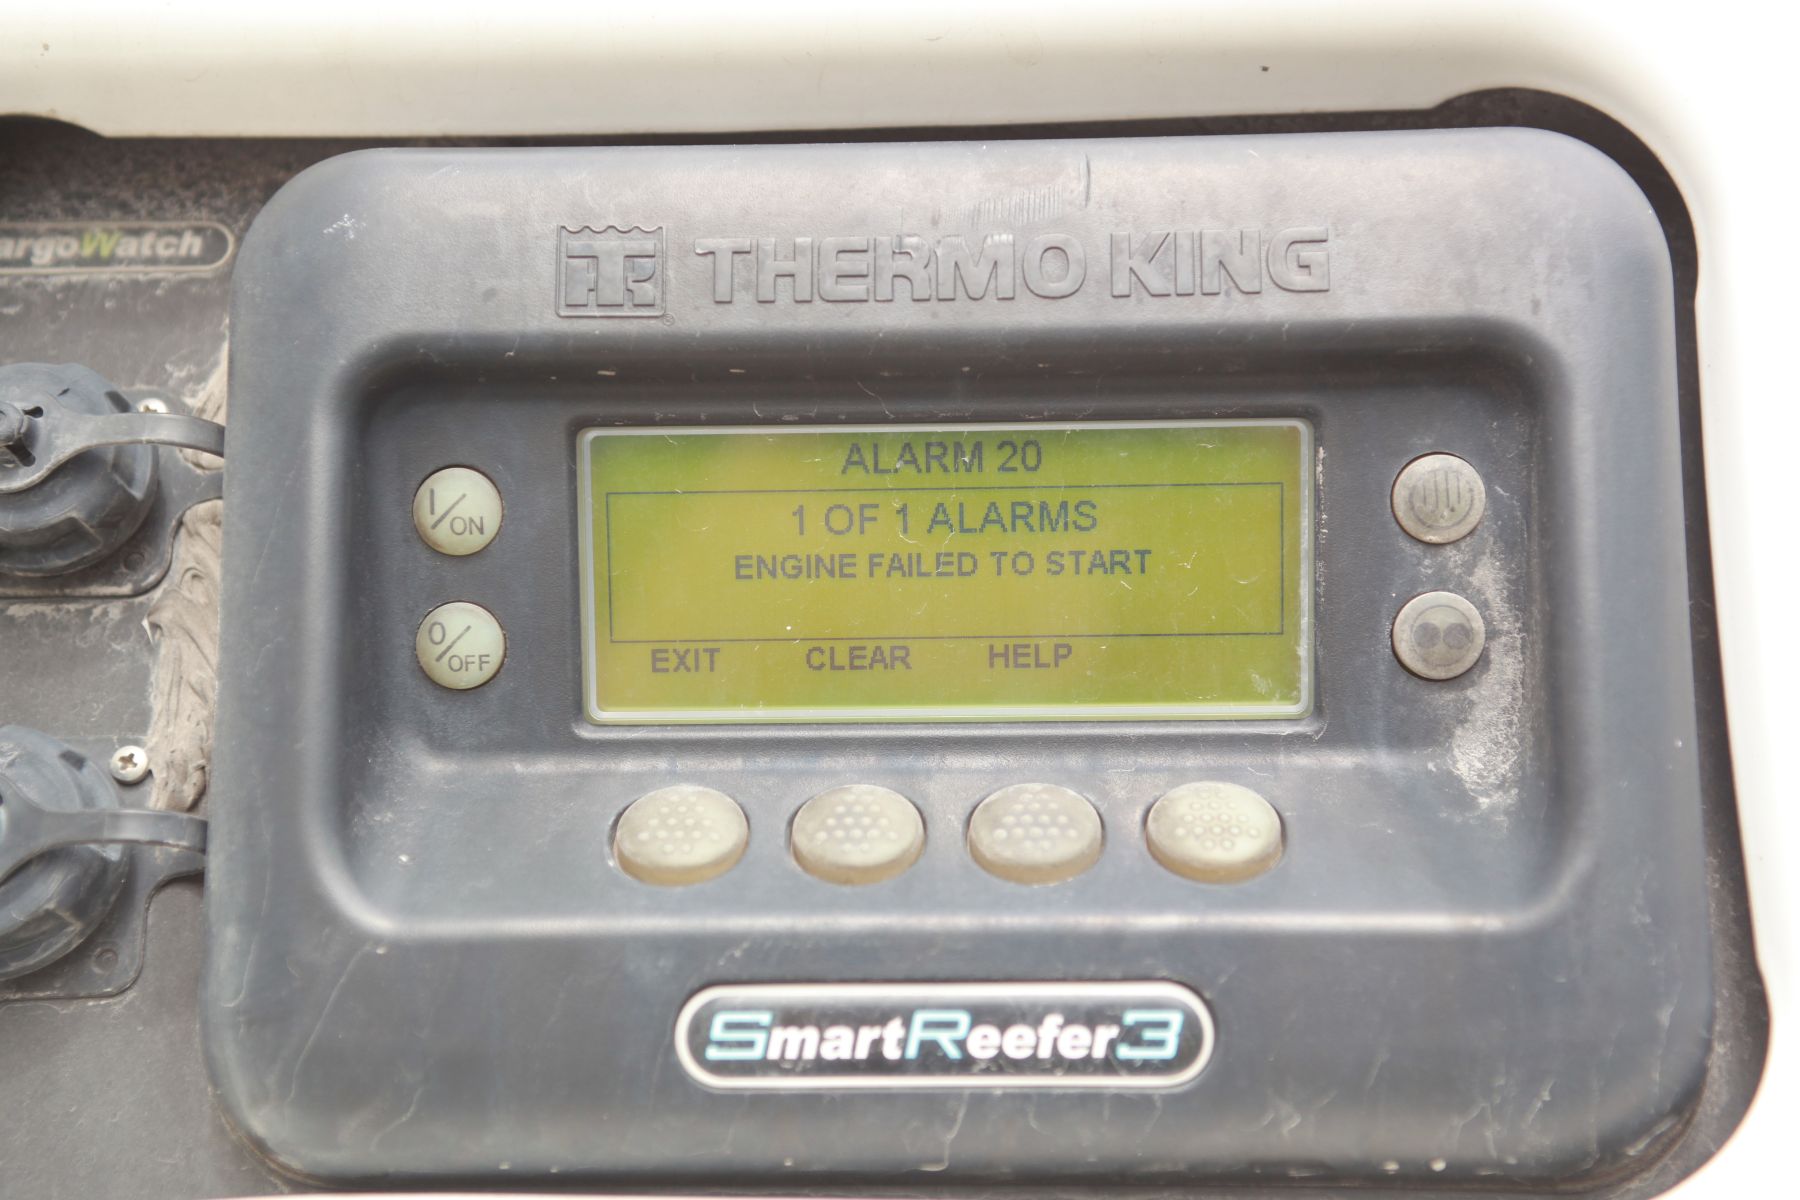 argoWatch
THERMO KING
ALARM 20
1 OF 1 ALARMS
ENGINE FAILED TO START
EXIT CLEAR HELP
I/ON
O/OFF
SmartReefer3